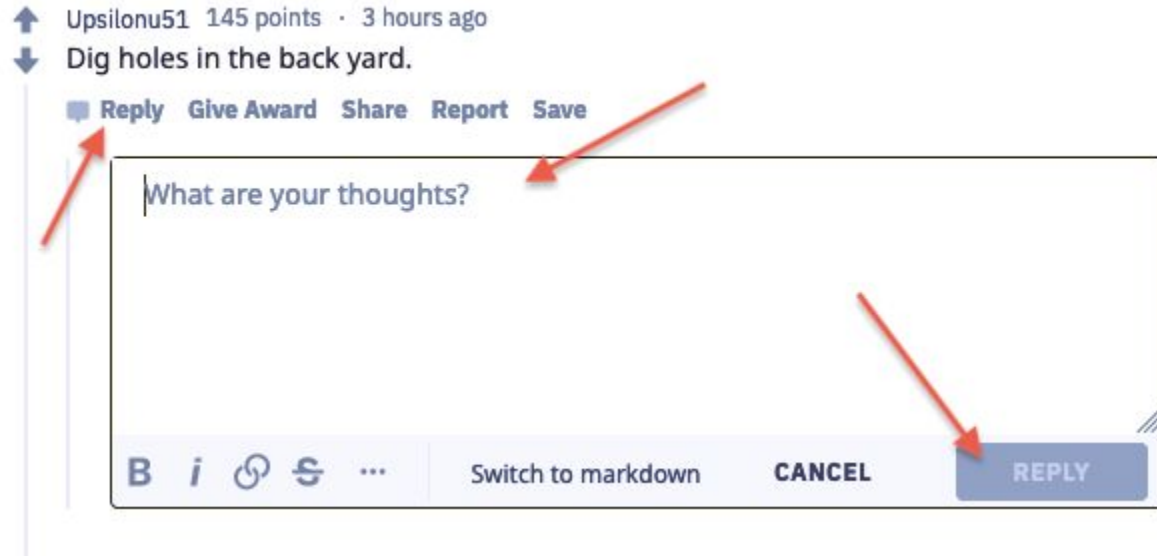 Upsilonu51 145 points · 3 hours ago
Dig holes in the back yard.
Reply Give Award Share Report Save
What are your thoughts?
B i S ... Switch to markdown CANCEL REPLY